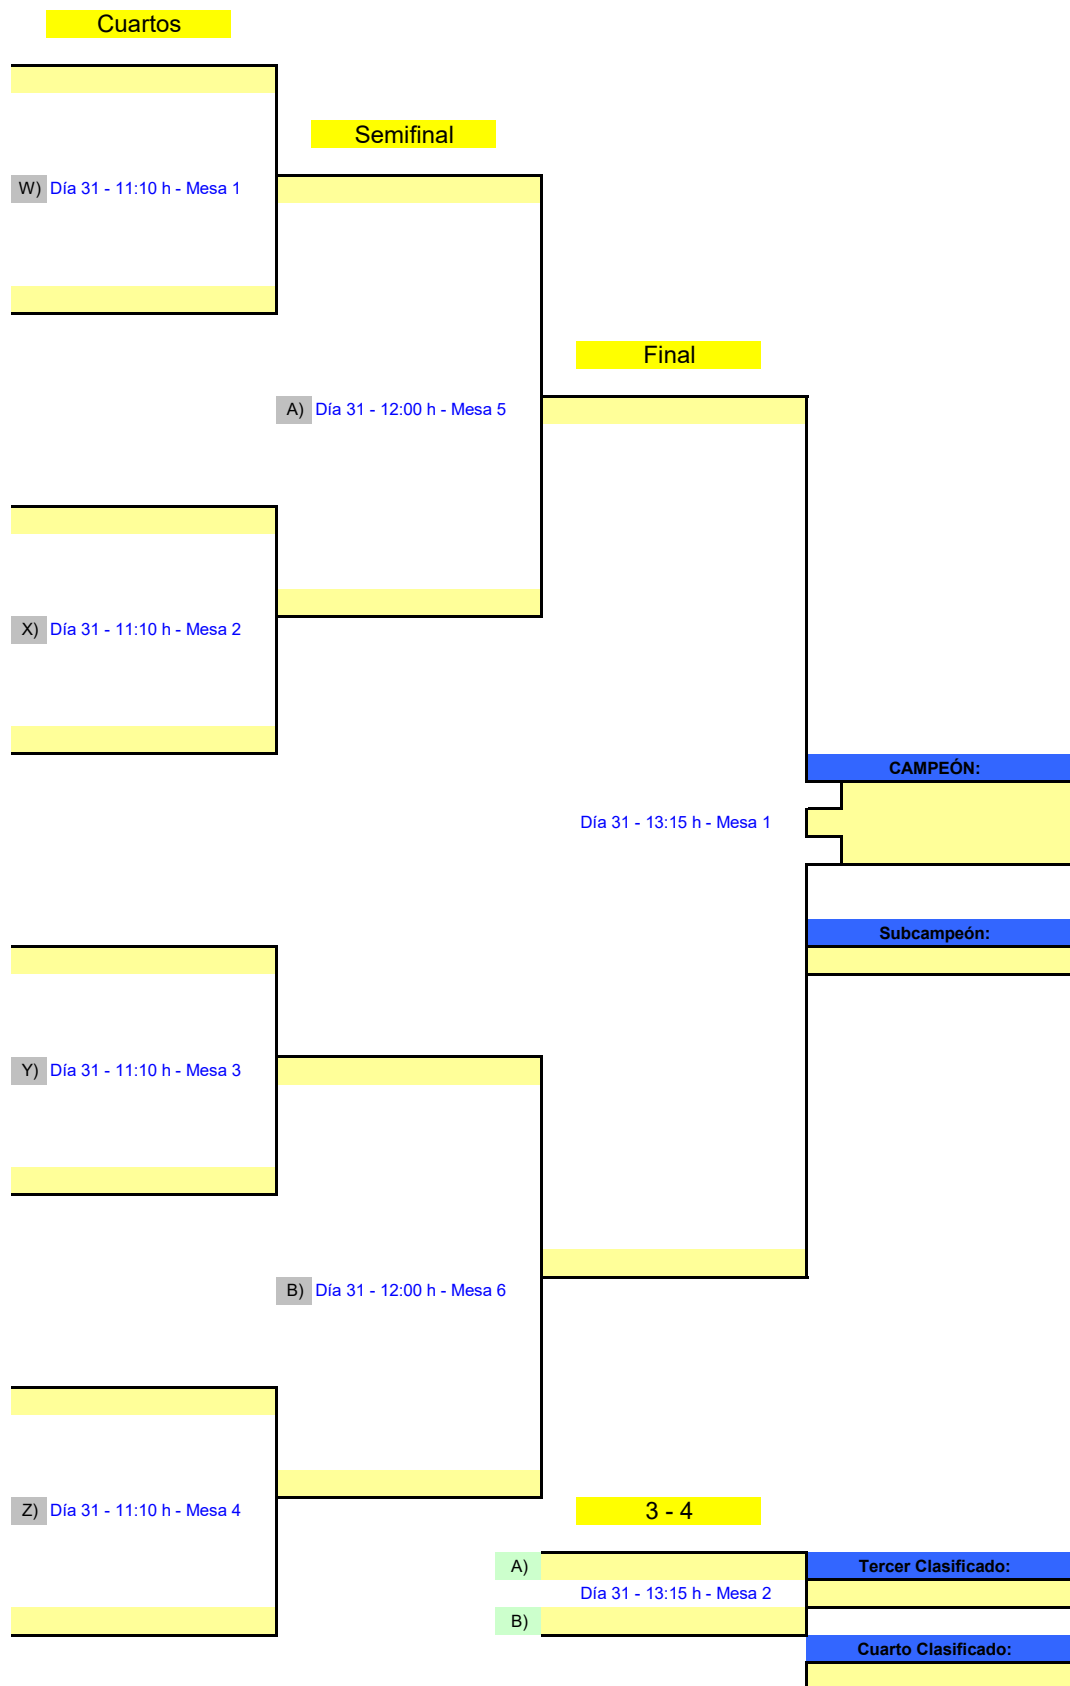 Cuartos
Semifinal
W) Día 31 - 11:10 h - Mesa 1
Final
A) Día 31 - 12:00 h - Mesa 5
X) Día 31 - 11:10 h - Mesa 2
CAMPEÓN:
Día 31 - 13:15 h - Mesa 1
Subcampeón:
Y) Día 31 - 11:10 h - Mesa 3
B) Día 31 - 12:00 h - Mesa 6
Z) Día 31 - 11:10 h - Mesa 4
3 - 4
A)
Tercer Clasificado:
Día 31 - 13:15 h - Mesa 2
B)
Cuarto Clasificado: